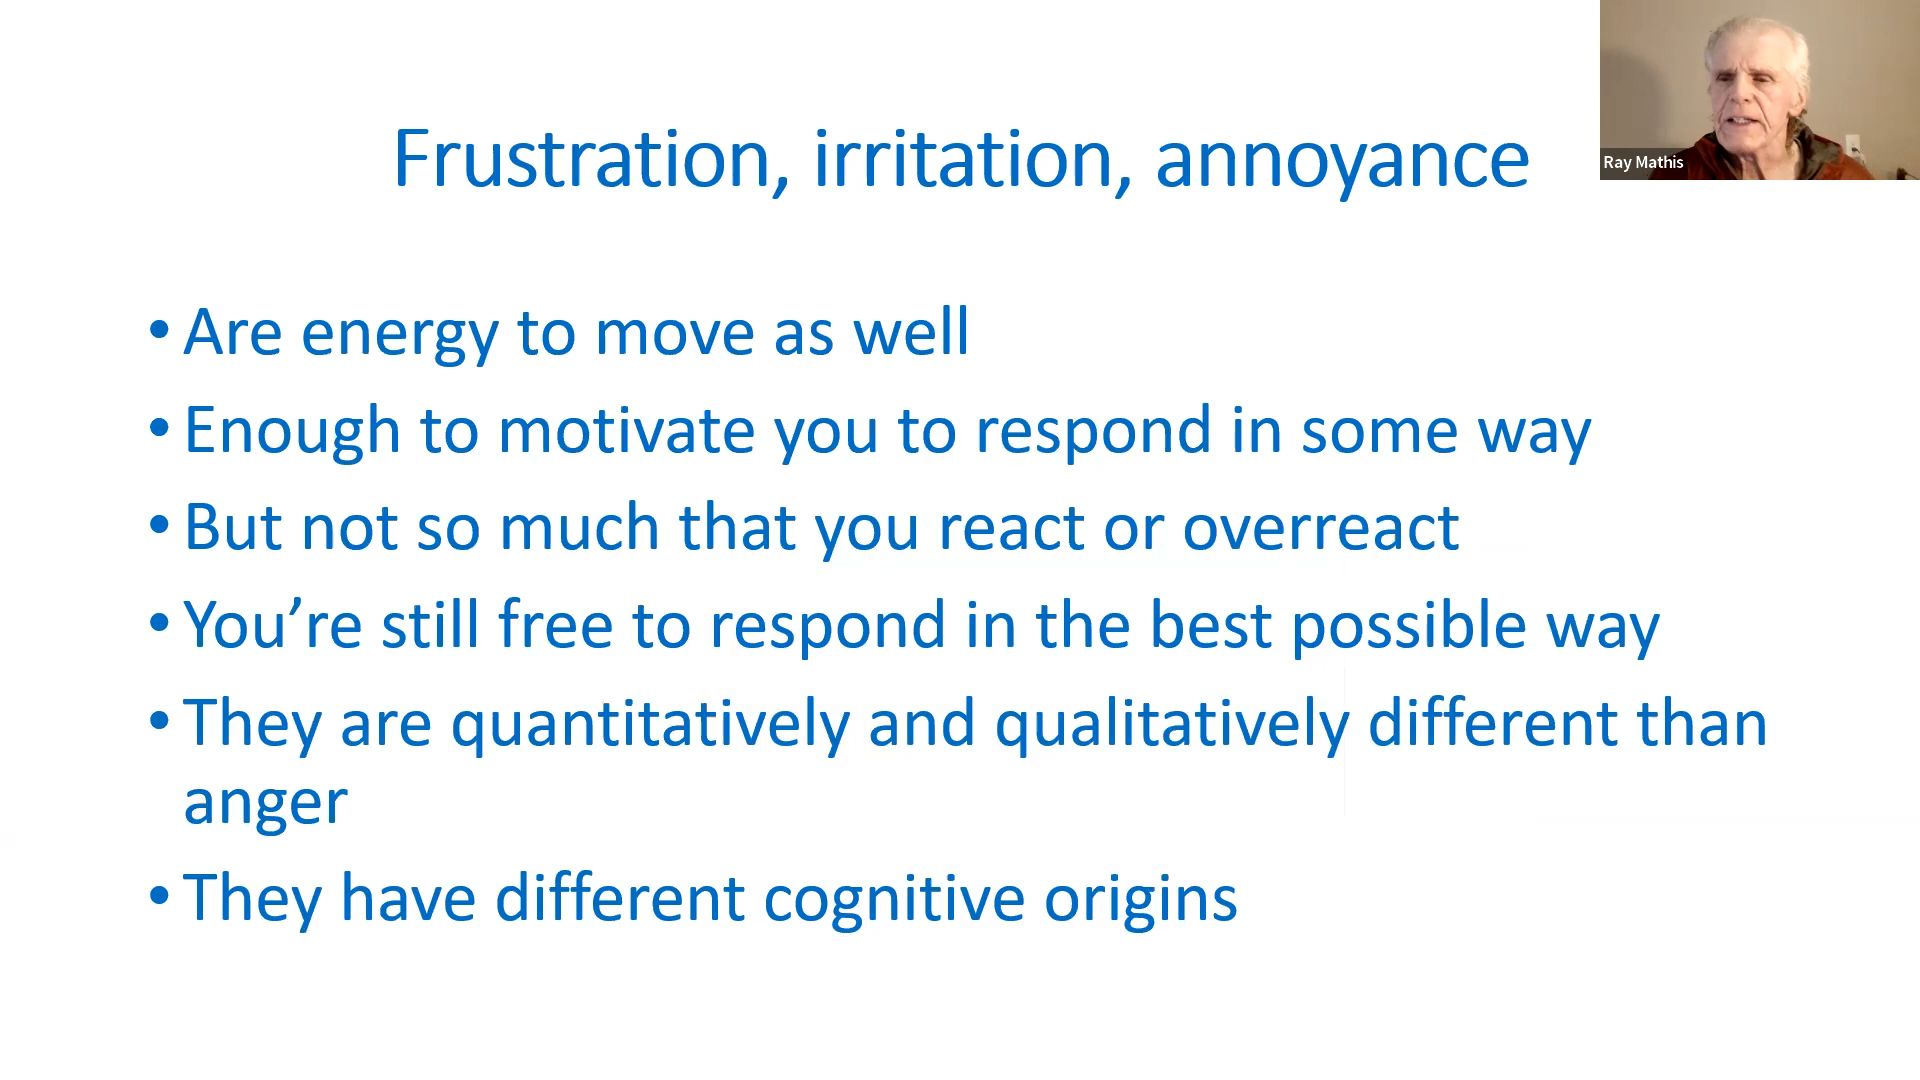 Ray Mathis
Frustration, irritation, annoyance
• Are energy to move as well
• Enough to motivate you to respond in some way
• But not so much that you react or overreact
• You’re still free to respond in the best possible way
• They are quantitatively and qualitatively different than
anger
• They have different cognitive origins